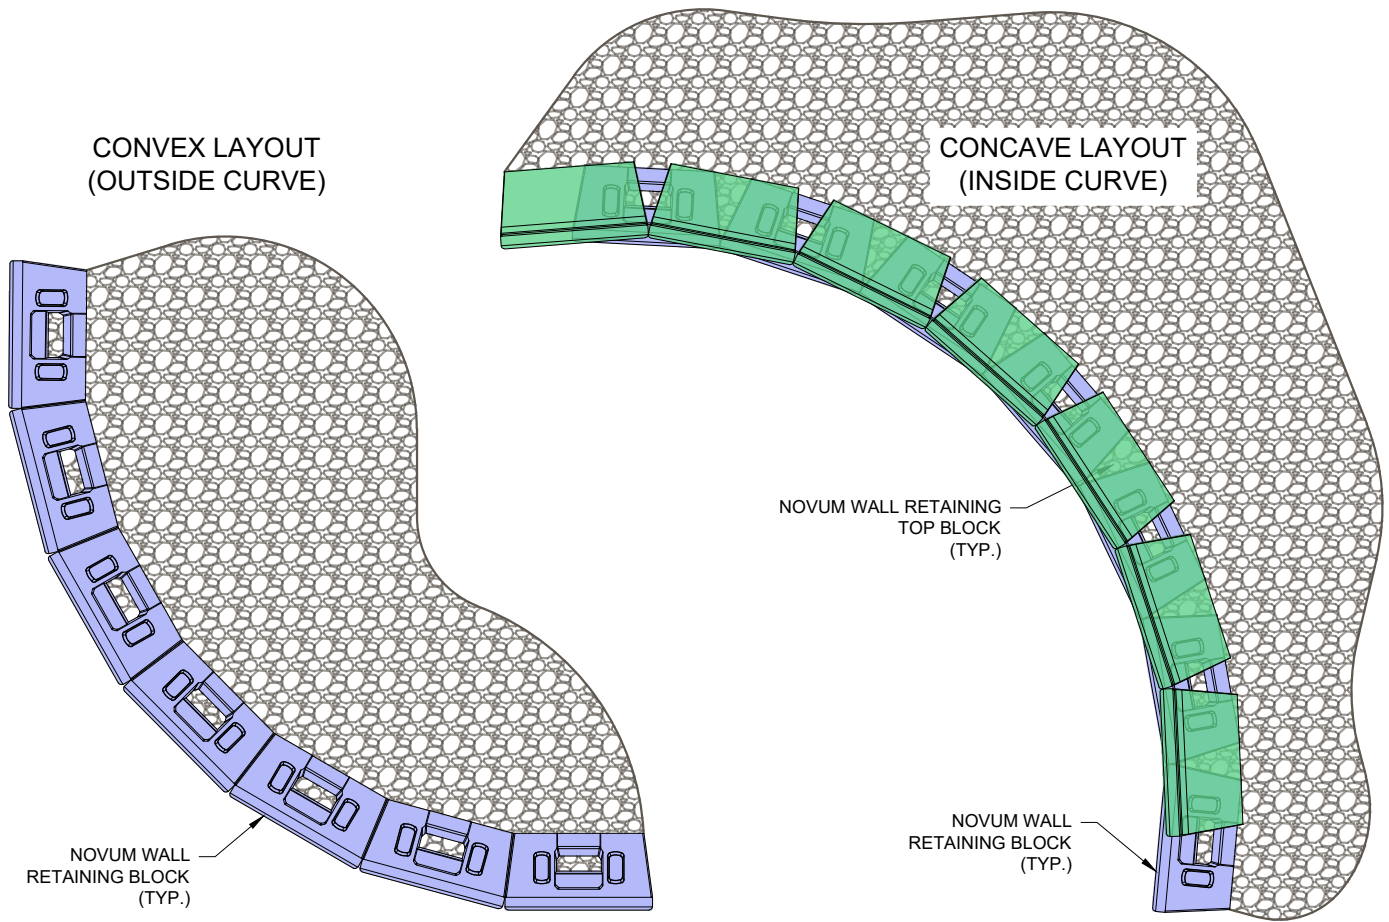 CONVEX LAYOUT
(OUTSIDE CURVE)
CONCAVE LAYOUT
(INSIDE CURVE)
NOVUM WALL RETAINING
TOP BLOCK
(TYP.)
NOVUM WALL
RETAINING BLOCK
(TYP.)
NOVUM WALL
RETAINING BLOCK
(TYP.)